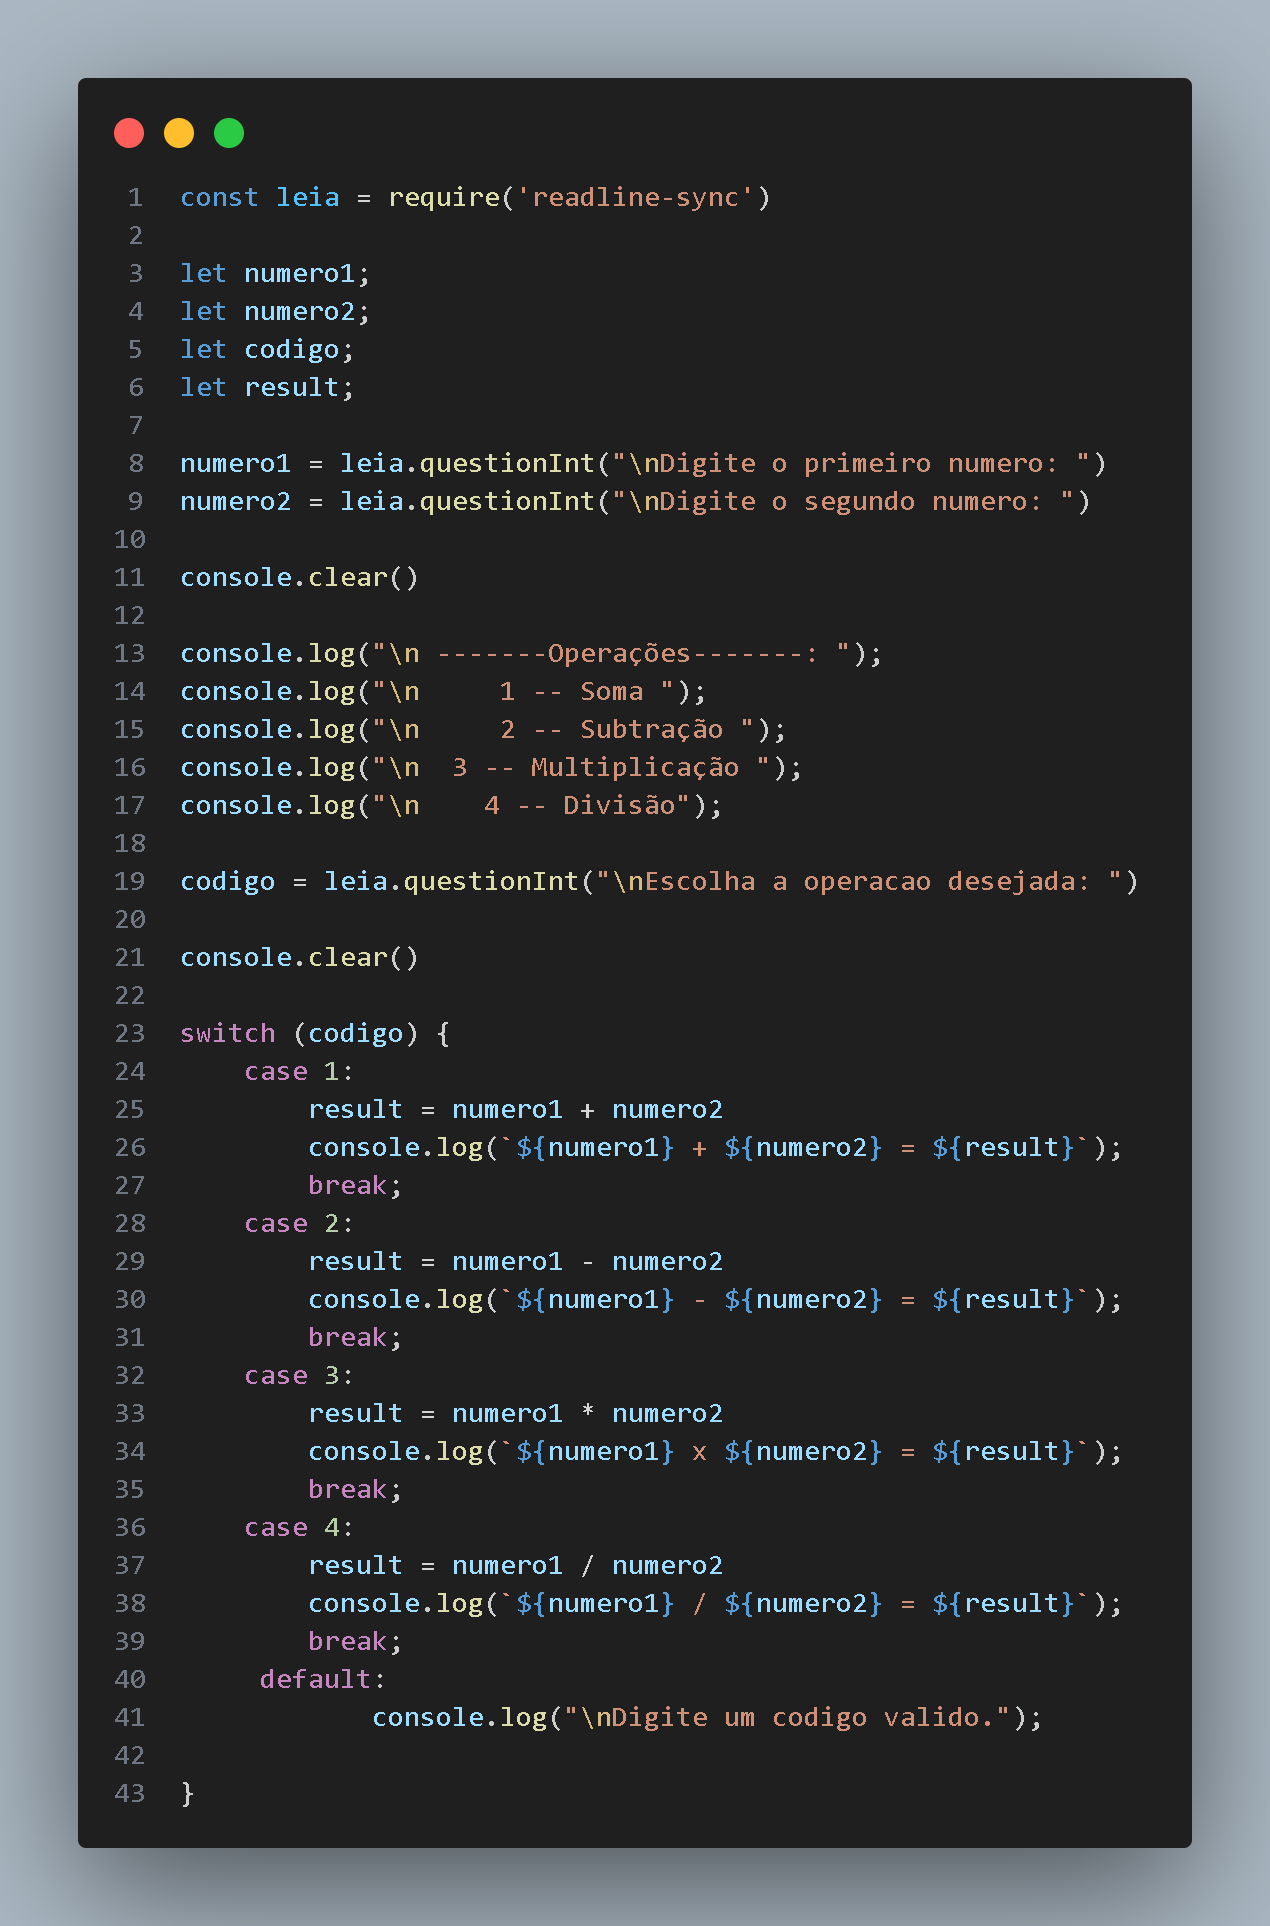 1 const leia = require('readline-sync')
2
3 let numero1;
4 let numero2;
5 let codigo;
6 let result;
7
8 numero1 = leia.questionInt("\nDigite o primeiro numero: ")
9 numero2 = leia.questionInt("\nDigite o segundo numero: ")
10
11 console.clear()
12
13 console.log("\n -------Operações-------: ");
14 console.log("\n     1 -- Soma ");
15 console.log("\n     2 -- Subtração ");
16 console.log("\n  3 -- Multiplicação ");
17 console.log("\n    4 -- Divisão");
18
19 codigo = leia.questionInt("\nEscolha a operacao desejada: ")
20
21 console.clear()
22
23 switch (codigo) {
24     case 1:
25         result = numero1 + numero2
26         console.log(`${numero1} + ${numero2} = ${result}`);
27         break;
28     case 2:
29         result = numero1 - numero2
30         console.log(`${numero1} - ${numero2} = ${result}`);
31         break;
32     case 3:
33         result = numero1 * numero2
34         console.log(`${numero1} x ${numero2} = ${result}`);
35         break;
36     case 4:
37         result = numero1 / numero2
38         console.log(`${numero1} / ${numero2} = ${result}`);
39         break;
40      default:
41             console.log("\nDigite um codigo valido.");
42
43 }